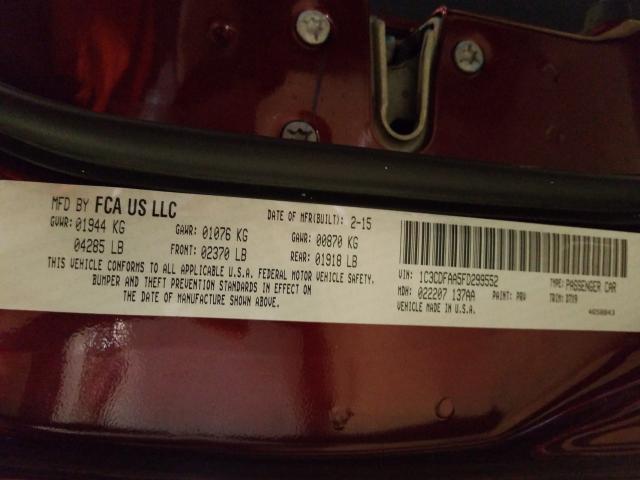 MFD BY FCA US LLC
DATE OF MFR(BUILT): 2-15
GVWR: 01944 KG
GAWR: 01076 KG
GAWR: 00870 KG
04285 LB
FRONT: 02370 LB
REAR: 01918 LB
THIS VEHICLE CONFORMS TO ALL APPLICABLE U.S.A. FEDERAL MOTOR VEHICLE SAFETY,
BUMPER AND THEFT PREVENTION STANDARDS IN EFFECT ON
THE DATE OF MANUFACTURE SHOWN ABOVE.
VIN: 1C3CDFAA5FD299552
TYPE: PASSENGER CAR
MDH: 022207 137AA
PAINT: PRV
TRIM: DTX9
VEHICLE MADE IN U.S.A.
4658843